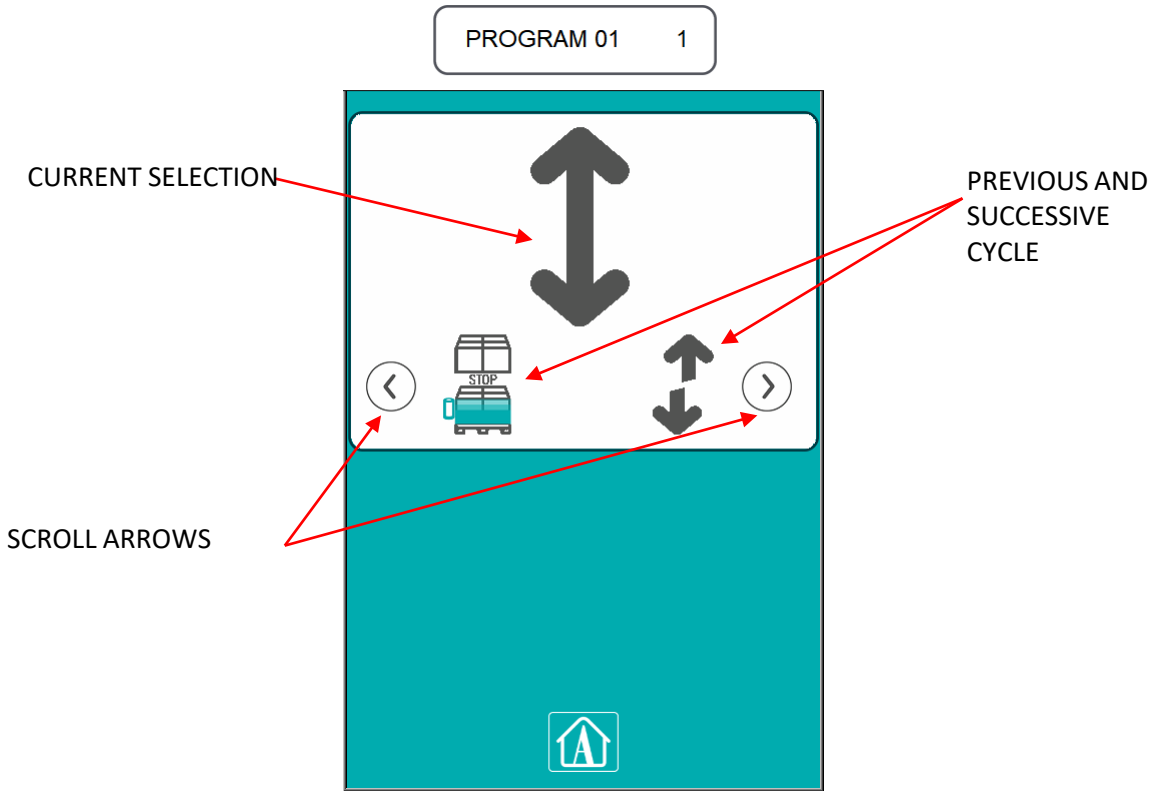 PROGRAM 01 1
CURRENT SELECTION
PREVIOUS AND
SUCCESSIVE
CYCLE
STOP
SCROLL ARROWS
A